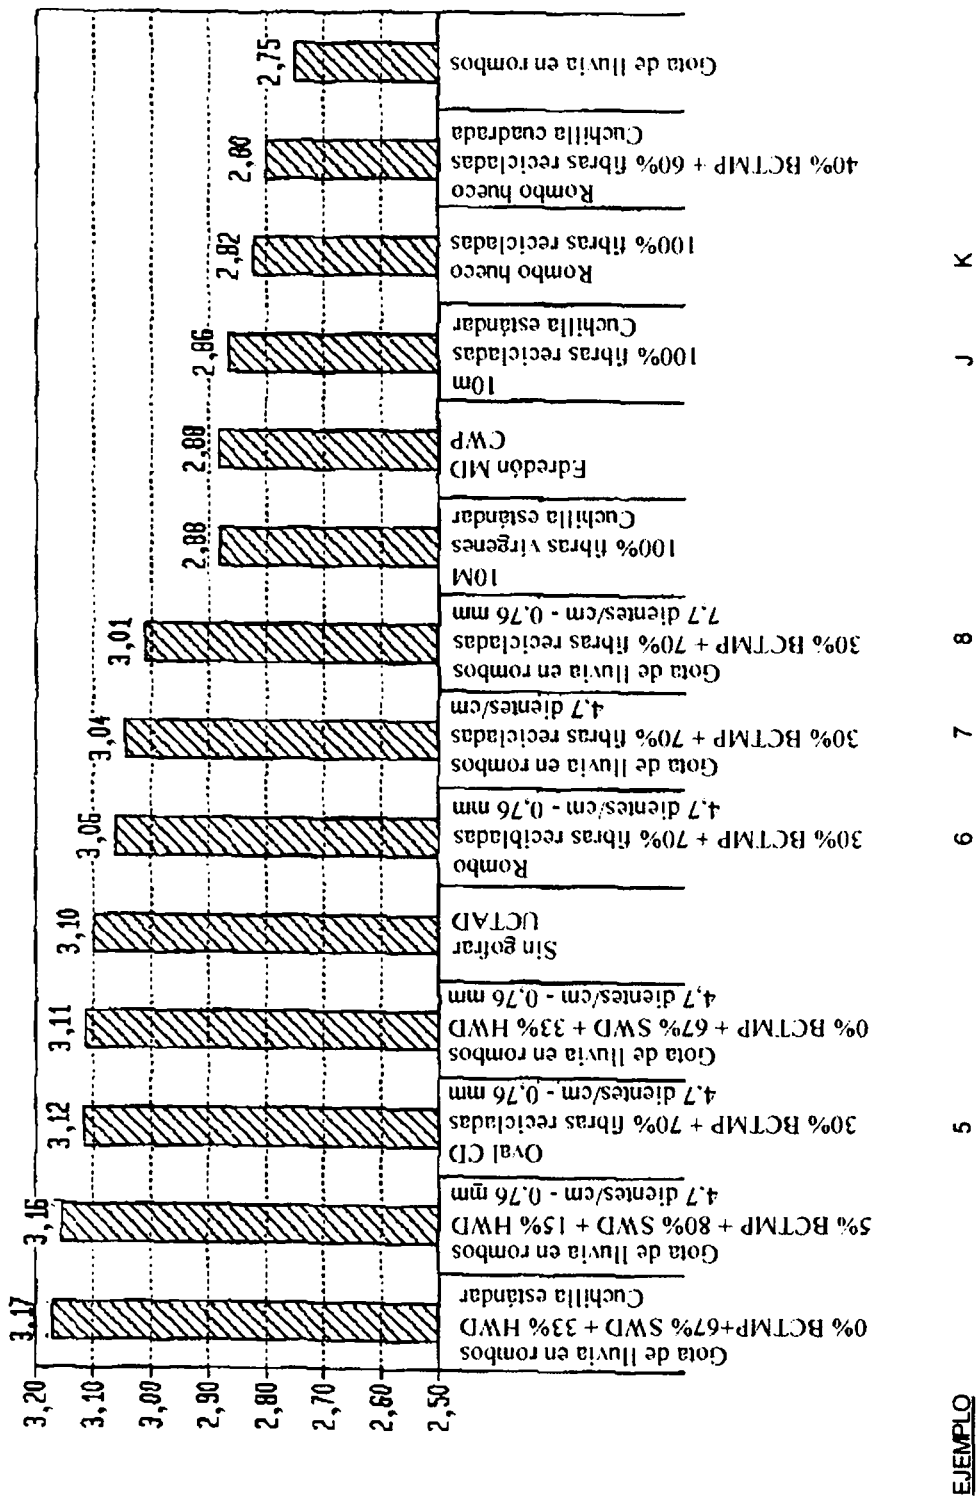 3,20
3,10
3,00
2,90
2,80
2,70
2,60
2,50
3,17
3,16
3,12
3,11
3,10
3,06
3,04
3,01
2,88
2,88
2,86
2,82
2,80
2,75
Gota de lluvia en rombos
0% BCTMP+67% SWD + 33% HWD
Cuchilla estándar
Gota de lluvia en rombos
5% BCTMP + 80% SWD + 15% HWD
4.7 dientes/cm - 0.76 mm
Oval CD
30% BCTMP + 70% fibras recicladas
4.7 dientes/cm - 0,76 mm
Gota de lluvia en rombos
0% BCTMP + 67% SWD + 33% HWD
4,7 dientes/cm - 0,76 mm
Sin gofrar
UCTAD
Rombo
30% BCTMP + 70% fibras recibladas
4,7 dientes/cm - 0,76 mm
Gota de lluvia en rombos
30% BCTMP + 70% fibras recicladas
4,7 dientes/cm
Gota de lluvia en rombos
30% BCTMP + 70% fibras recicladas
7.7 dientes/cm - 0.76 mm
10M
100% fibras vírgenes
Cuchilla estándar
Edredón MD
CWP
10m
100% fibras recicladas
Cuchilla estándar
Rombo hueco
100% fibras recicladas
Rombo hueco
40% BCTMP + 60% fibras recicladas
Cuchilla cuadrada
Gota de lluvia en rombos
EJEMPLO
5
6
7
8
J
K